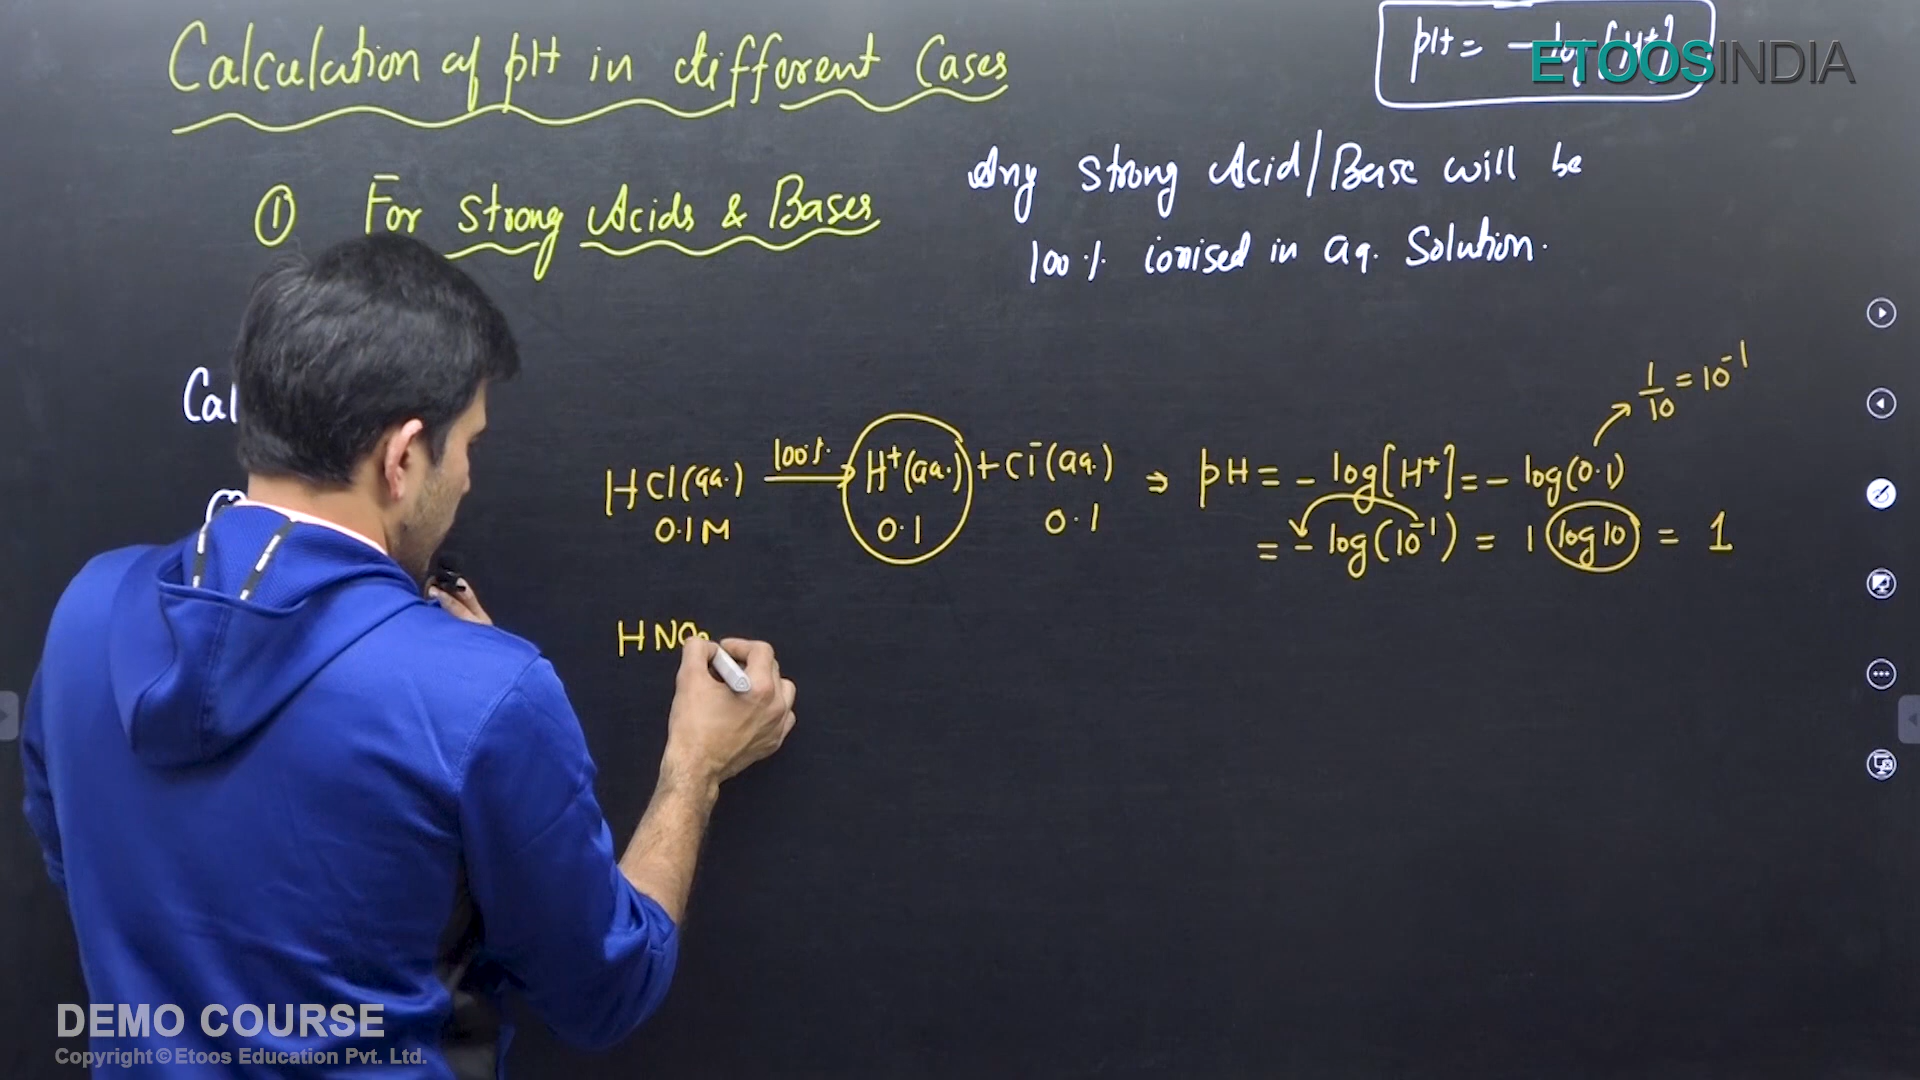 Calculation of pH in different Cases
pH = - log[H+]
ETOOSINDIA
① For Strong Acids & Bases
Any Strong Acid/Base will be
100% ionised in aq. Solution.
Cal
1/10 = 10⁻¹
HCl(aq.) 100% → H⁺(aq.) + Cl⁻(aq.) ⇒ pH = - log[H⁺] = - log(0.1)
0.1M 0.1 0.1
= - log(10⁻¹) = 1 log10 = 1
HNO
DEMO COURSE
Copyright © Etoos Education Pvt. Ltd.